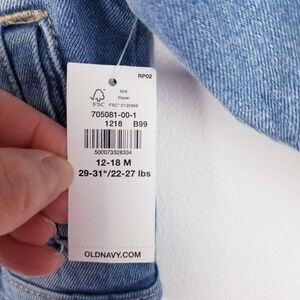 RP02
MIX
Paper
FSC
FSC® C120969
705081-00-1
1218 B99
500073328334
12-18 M
29-31"/22-27 lbs
OLDNAVY.COM